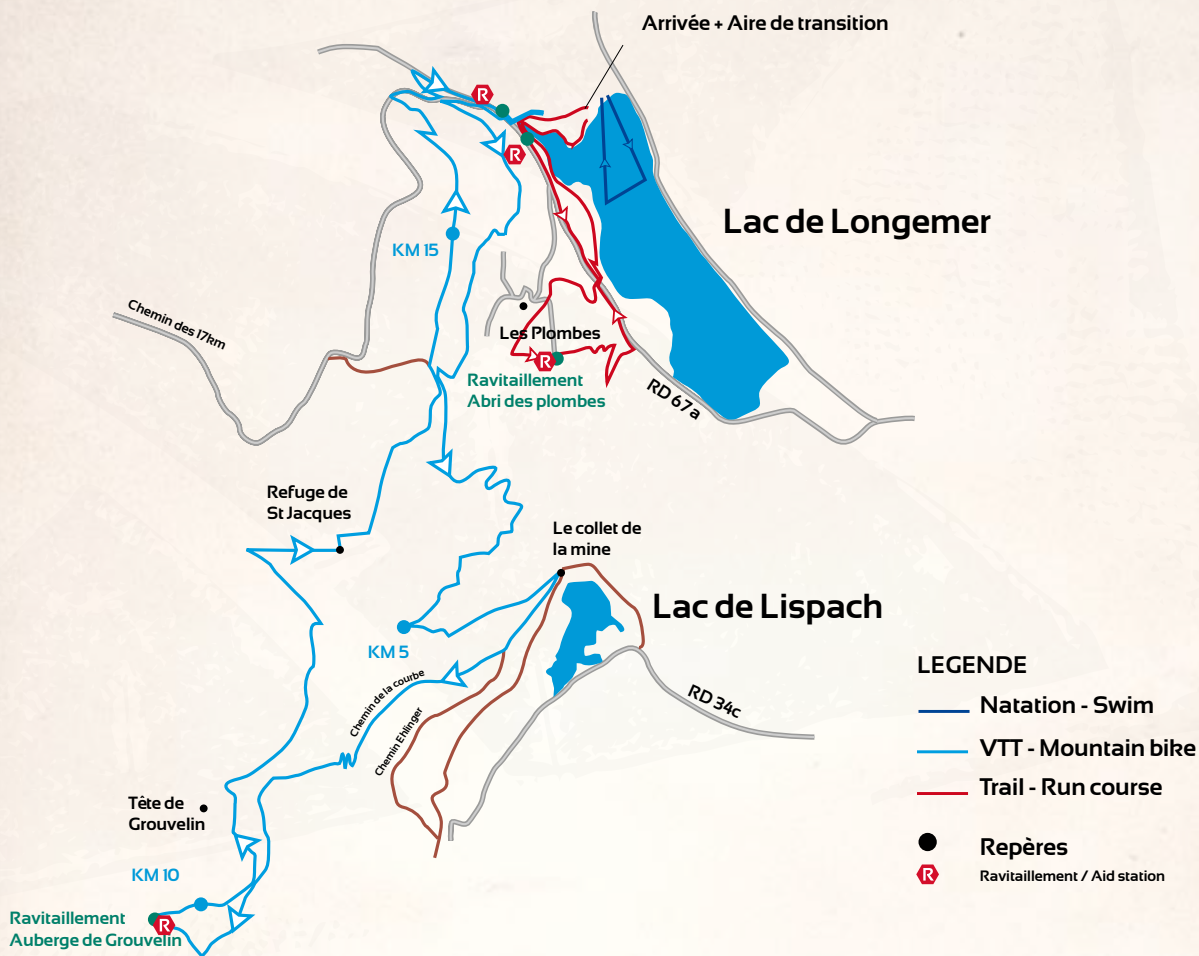 Arrivée + Aire de transition
R
R
Lac de Longemer
KM 15
Chemin des 17km
Les Plombes
R
Ravitaillement
Abri des plombes
RD 67a
Refuge de
St Jacques
Le collet de
la mine
Lac de Lispach
KM 5
Chemin de la courbe
Chemin Ehlinger
RD 34c
LEGENDE
Natation - Swim
VTT - Mountain bike
Trail - Run course
Repères
R
Ravitaillement / Aid station
Tête de
Grouvelin
KM 10
Ravitaillement
Auberge de Grouvelin
R